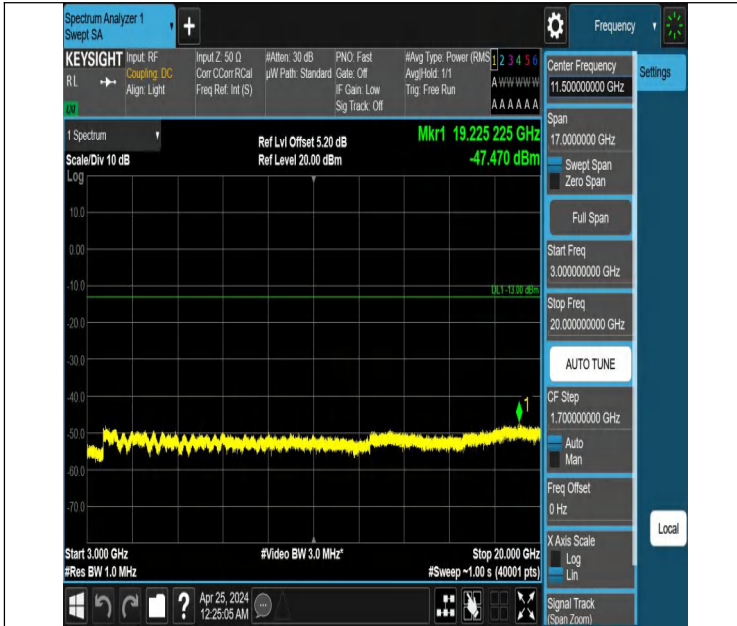 Spectrum Analyzer 1
Swept SA
+
Frequency
KEYSIGHT
RL
Input: RF
Coupling: DC
Align: Light
Input Z: 50 Ω
Corr CCorr RCal
Freq Ref: Int (S)
#Atten: 30 dB
µW Path: Standard
PNO: Fast
Gate: Off
IF Gain: Low
Sig Track: Off
#Avg Type: Power (RMS
Avg|Hold: 1/1
Trig: Free Run
1 2 3 4 5 6
A W W W W W
A A A A A A
1 Spectrum
Scale/Div 10 dB
Ref Lvl Offset 5.20 dB
Ref Level 20.00 dBm
Mkr1 19.225 225 GHz
-47.470 dBm
Log
10.0
0.00
-10.0
DL1 -13.00 dBm
-20.0
-30.0
-40.0
1
-50.0
-60.0
-70.0
Start 3.000 GHz
#Res BW 1.0 MHz
#Video BW 3.0 MHz*
Stop 20.000 GHz
#Sweep ~1.00 s (40001 pts)
?
Apr 25, 2024
12:25:05 AM
Center Frequency
11.500000000 GHz
Settings
Span
17.0000000 GHz
Swept Span
Zero Span
Full Span
Start Freq
3.000000000 GHz
Stop Freq
20.000000000 GHz
AUTO TUNE
CF Step
1.700000000 GHz
Auto
Man
Freq Offset
0 Hz
X Axis Scale
Log
Lin
Local
Signal Track
(Span Zoom)